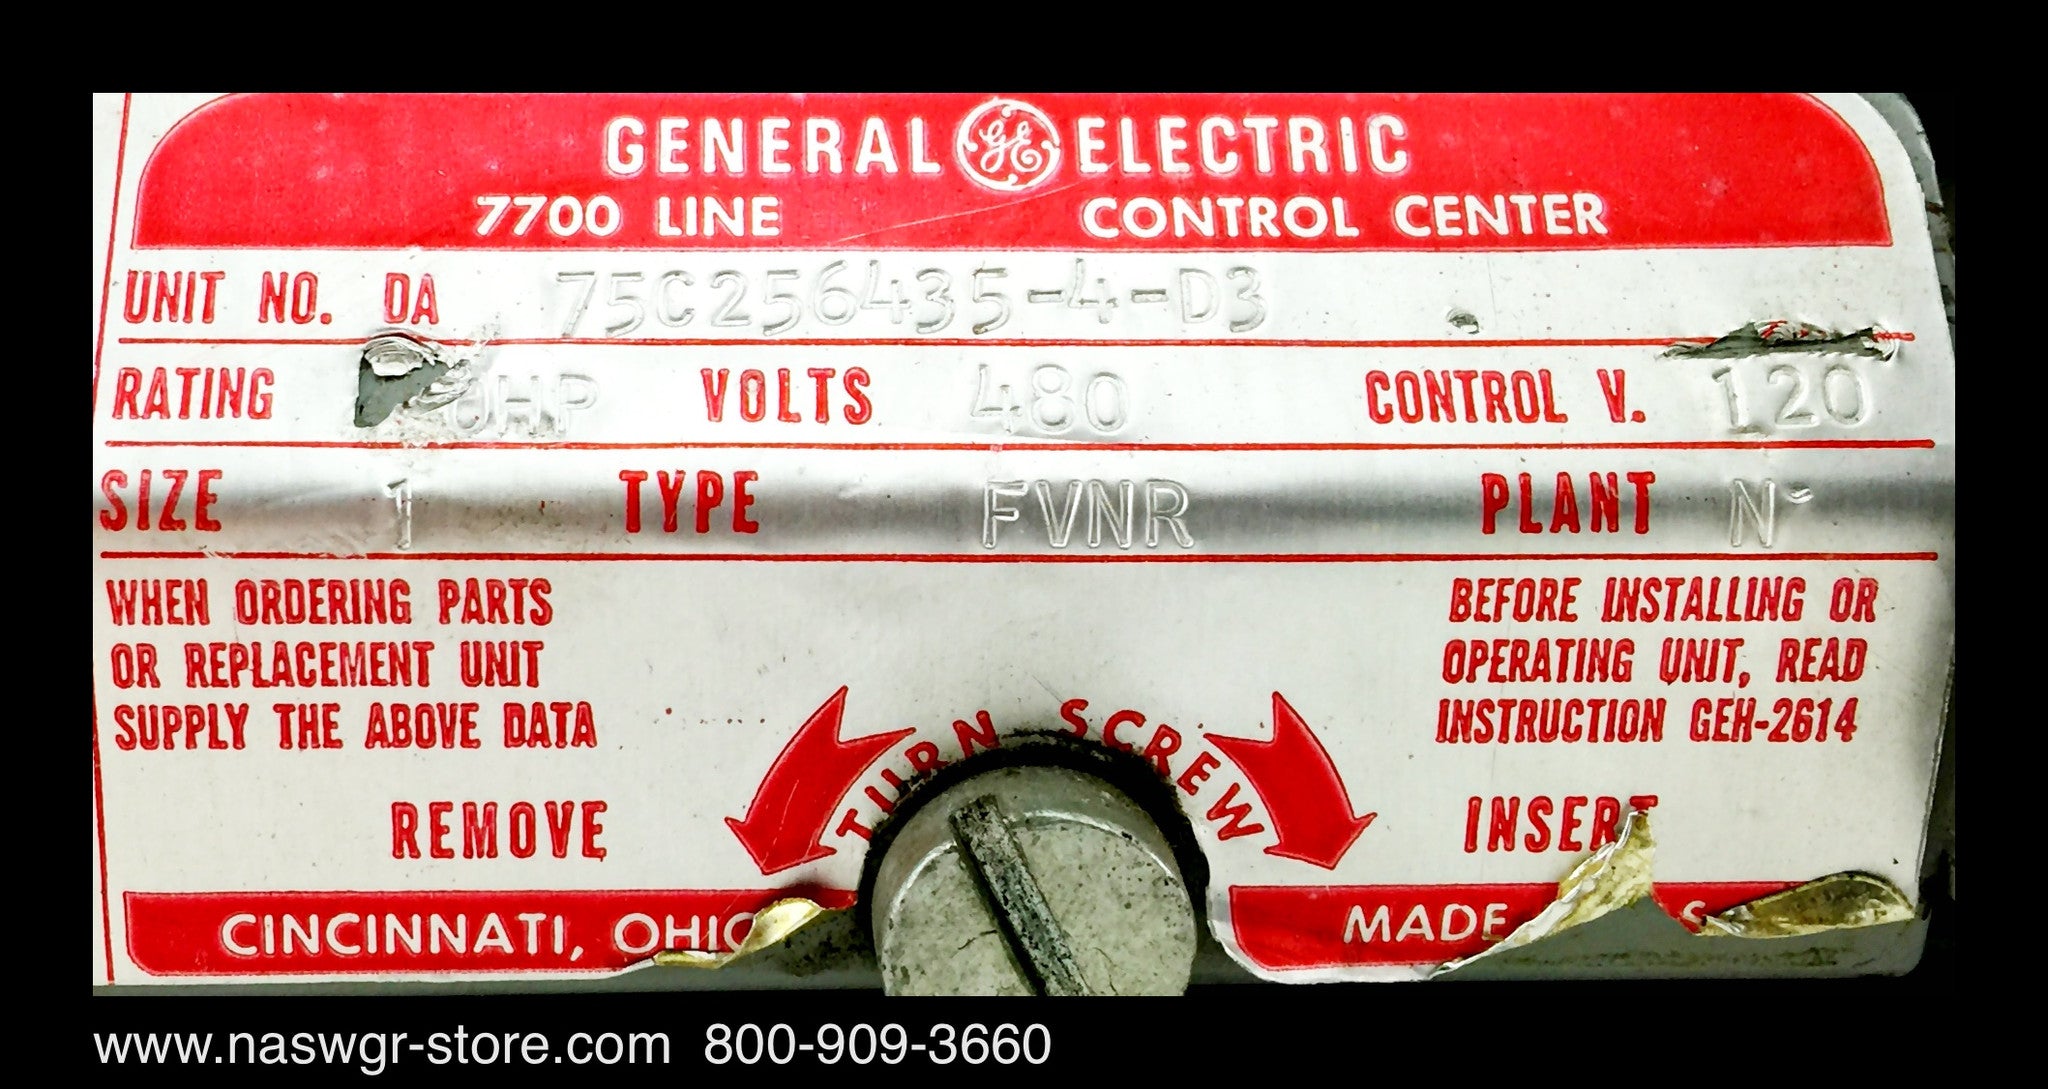 GENERAL GE ELECTRIC
7700 LINE CONTROL CENTER
UNIT NO. DA 75C256435-4-D3
RATING 0HP VOLTS 480 CONTROL V. 120
SIZE 1 TYPE FVNR PLANT N
WHEN ORDERING PARTS
OR REPLACEMENT UNIT
SUPPLY THE ABOVE DATA
BEFORE INSTALLING OR
OPERATING UNIT, READ
INSTRUCTION GEH-2614
REMOVE
TURN SCREW
INSERT
CINCINNATI, OHIO
MADE
www.naswgr-store.com 800-909-3660